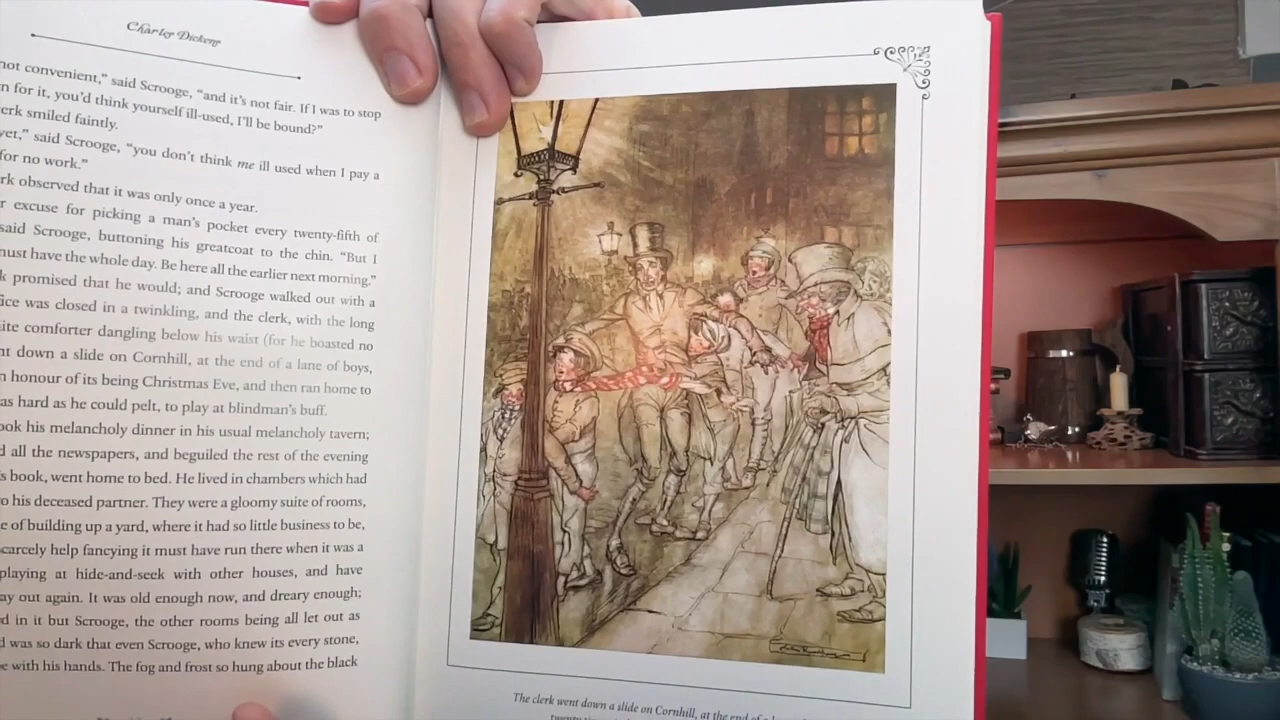 Charles Dickens
not convenient,” said Scrooge, “and it’s not fair. If I was to stop
n for it, you’d think yourself ill-used, I’ll be bound?”
erk smiled faintly.
yet,” said Scrooge, “you don’t think me ill used when I pay a
for no work.”
rk observed that it was only once a year.
r excuse for picking a man’s pocket every twenty-fifth of
said Scrooge, buttoning his greatcoat to the chin. “But I
must have the whole day. Be here all the earlier next morning.”
k promised that he would; and Scrooge walked out with a
ice was closed in a twinkling, and the clerk, with the long
ite comforter dangling below his waist (for he boasted no
nt down a slide on Cornhill, at the end of a lane of boys,
n honour of its being Christmas Eve, and then ran home to
as hard as he could pelt, to play at blindman’s buff.
ook his melancholy dinner in his usual melancholy tavern;
d all the newspapers, and beguiled the rest of the evening
’s book, went home to bed. He lived in chambers which had
o his deceased partner. They were a gloomy suite of rooms,
e of building up a yard, where it had so little business to be,
scarcely help fancying it must have run there when it was a
playing at hide-and-seek with other houses, and have
ay out again. It was old enough now, and dreary enough;
d in it but Scrooge, the other rooms being all let out as
d was so dark that even Scrooge, who knew its every stone,
e with his hands. The fog and frost so hung about the black
The clerk went down a slide on Cornhill, at the end of a